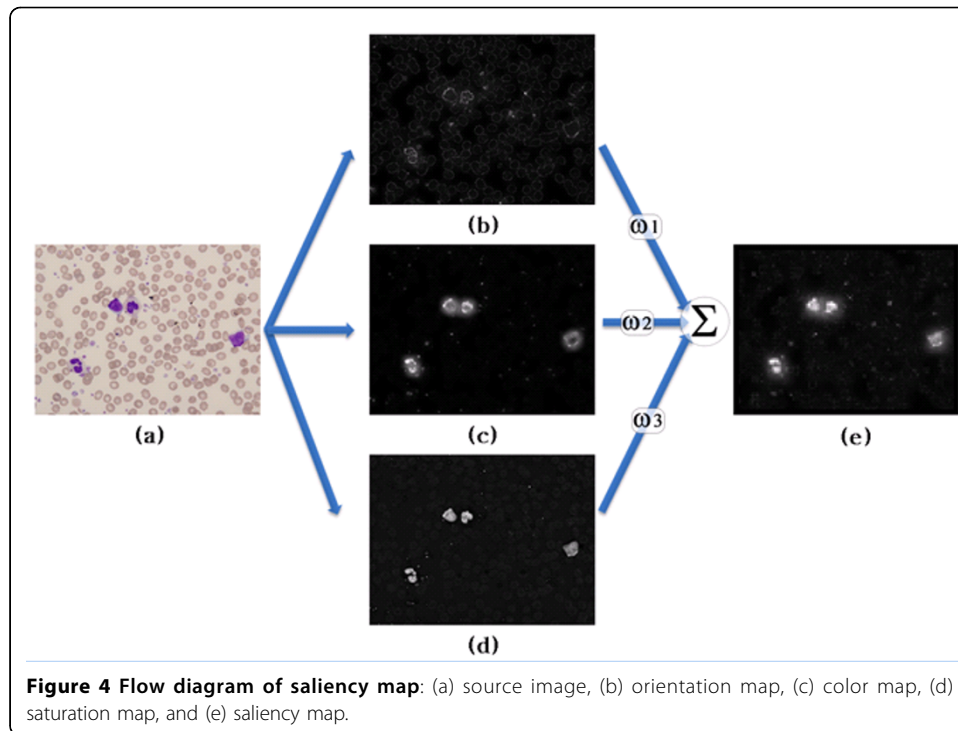 (b)
ω1
(a)
(c)
ω2
Σ
(e)
ω3
(d)
Figure 4 Flow diagram of saliency map: (a) source image, (b) orientation map, (c) color map, (d)
saturation map, and (e) saliency map.